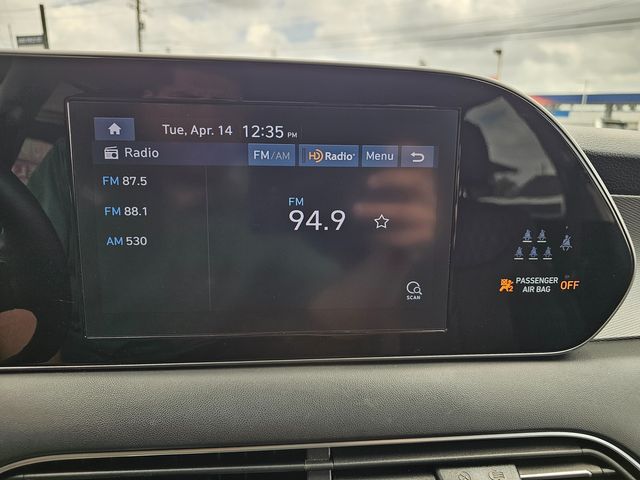 Tue, Apr. 14 12:35 PM
Radio FM/AM HD Radio Menu
FM 87.5
FM 88.1
AM 530
FM
94.9
SCAN
PASSENGER
AIR BAG OFF
2